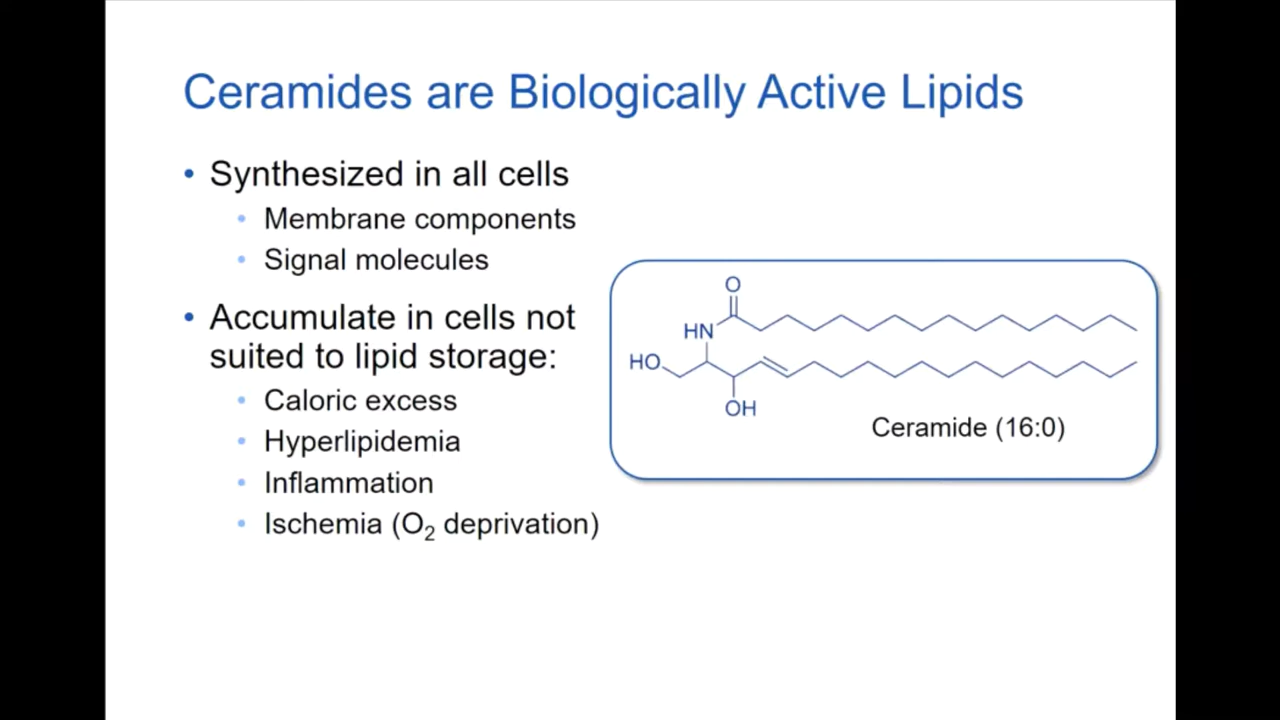 Ceramides are Biologically Active Lipids
• Synthesized in all cells
• Membrane components
• Signal molecules
• Accumulate in cells not
suited to lipid storage:
• Caloric excess
• Hyperlipidemia
• Inflammation
• Ischemia (O₂ deprivation)
O
HN
HO
OH
Ceramide (16:0)